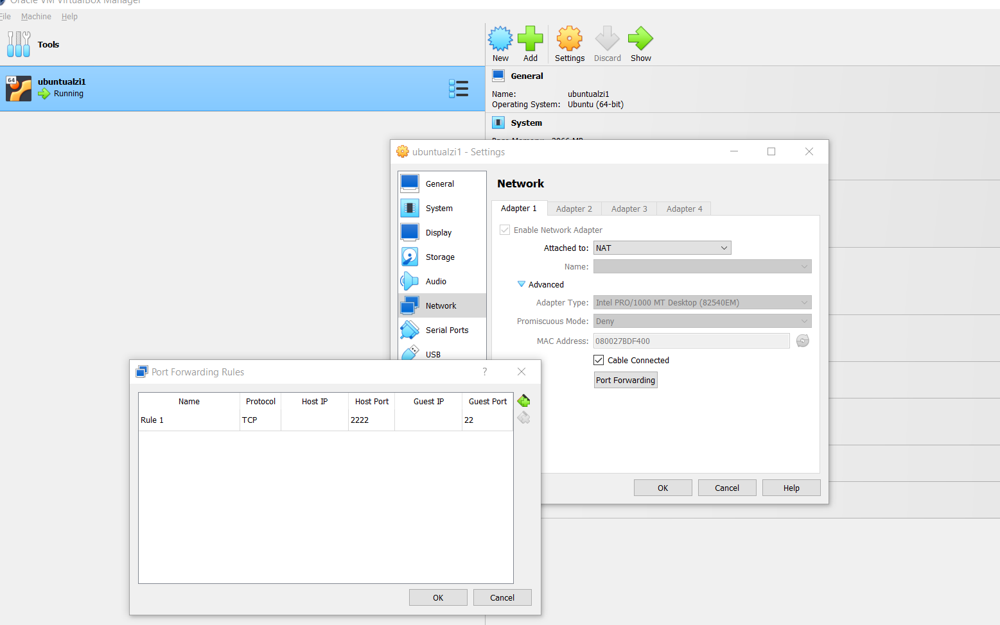 Oracle VM VirtualBox Manager
File Machine Help
Tools
New Add Settings Discard Show
64
ubuntualzi1
Running
General
Name: ubuntualzi1
Operating System: Ubuntu (64-bit)
System
Base Memory: 2066 MB
ubuntualzi1 - Settings
General
System
Display
Storage
Audio
Network
Serial Ports
USB
Network
Adapter 1 Adapter 2 Adapter 3 Adapter 4
Enable Network Adapter
Attached to: NAT
Name:
Advanced
Adapter Type: Intel PRO/1000 MT Desktop (82540EM)
Promiscuous Mode: Deny
MAC Address: 080027BDF400
Cable Connected
Port Forwarding
OK Cancel Help
Port Forwarding Rules ?
Name Protocol Host IP Host Port Guest IP Guest Port
Rule 1 TCP 2222 22
OK Cancel